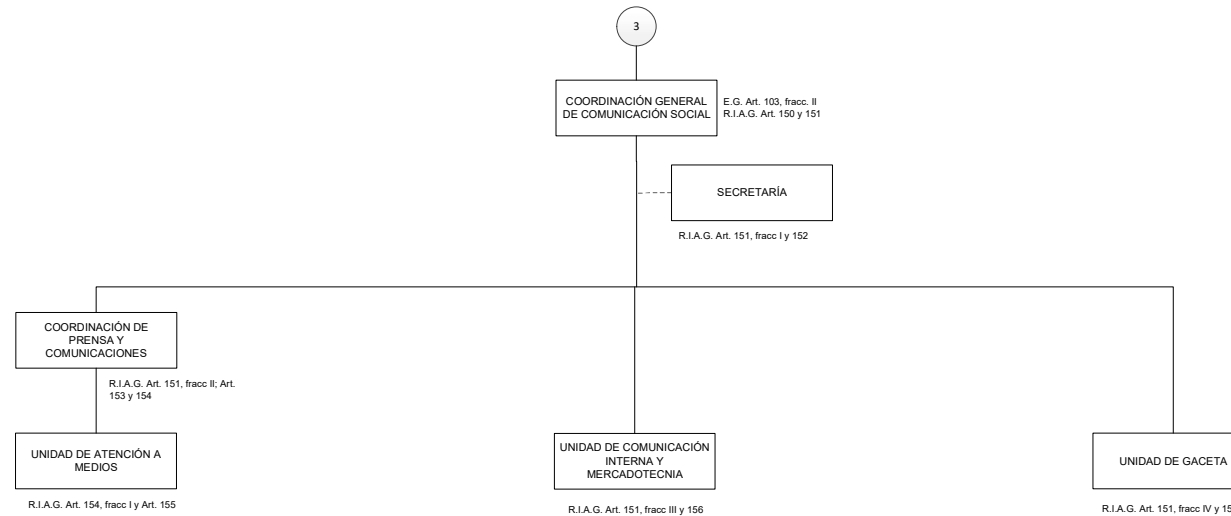 3
COORDINACIÓN GENERAL
DE COMUNICACIÓN SOCIAL
E.G. Art. 103, fracc. II
R.I.A.G. Art. 150 y 151
SECRETARÍA
R.I.A.G. Art. 151, fracc I y 152
COORDINACIÓN DE
PRENSA Y
COMUNICACIONES
R.I.A.G. Art. 151, fracc II; Art.
153 y 154
UNIDAD DE ATENCIÓN A
MEDIOS
R.I.A.G. Art. 154, fracc I y Art. 155
UNIDAD DE COMUNICACIÓN
INTERNA Y
MERCADOTECNIA
R.I.A.G. Art. 151, fracc III y 156
UNIDAD DE GACETA
R.I.A.G. Art. 151, fracc IV y